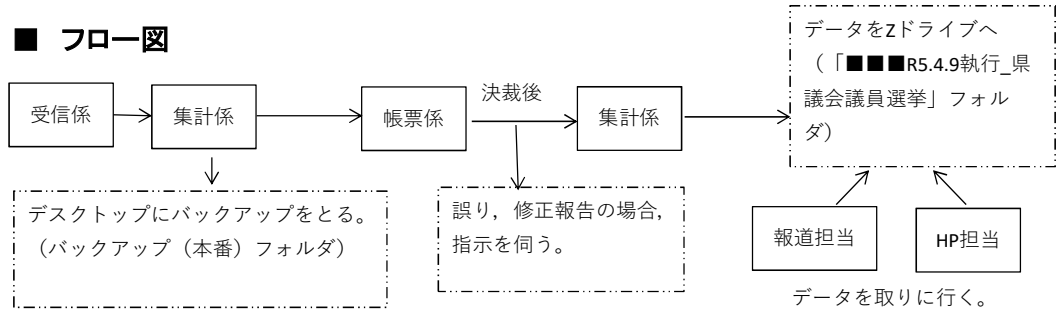 ■ フロー図
データをZドライブへ
（「■■■R5.4.9執行_県
議会議員選挙」フォル
ダ）
受信係
集計係
帳票係
決裁後
集計係
デスクトップにバックアップをとる。
（バックアップ（本番）フォルダ）
誤り，修正報告の場合，
指示を伺う。
報道担当
HP担当
データを取りに行く。